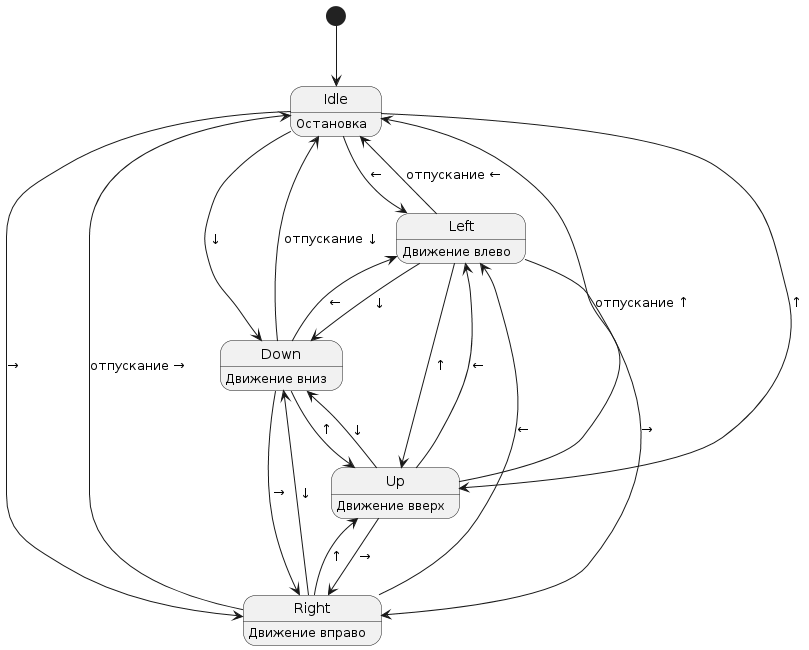 Idle
Остановка
←
отпускание ←
Left
Движение влево
↓
отпускание ↓
отпускание ↑
↑
←
↓
Down
Движение вниз
→
отпускание →
↑
←
↑
↓
←
→
Up
Движение вверх
→
↓
↑
→
Right
Движение вправо